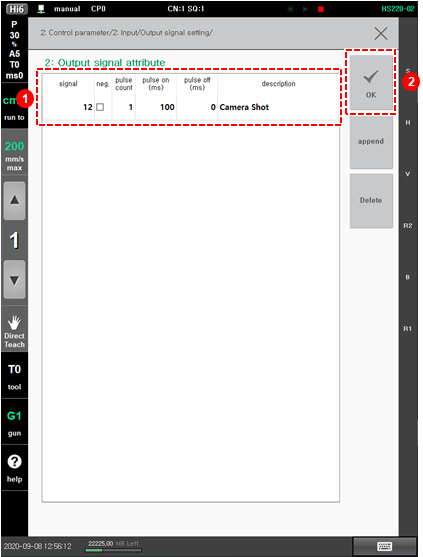 Hi6 manual CP0 CN:1 SQ:1 HS220-02
P
30
%
A5
T0
ms0
run to
200
mm/s
max
1
Direct
Teach
T0
tool
G1
gun
help
2: Control parameter/2: Input/Output signal setting/
2: Output signal attribute
signal neg. pulse count pulse on (ms) pulse off (ms) description
12 1 100 0 Camera Shot
1
2
OK
append
Delete
S
H
V
R2
B
R1
2020-09-08 12:56:12 22225.00 MB Left